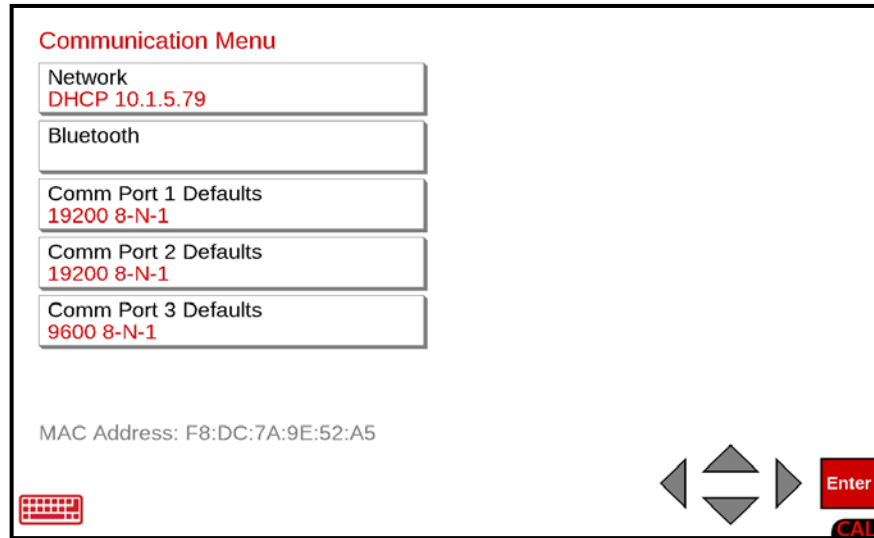 Communication Menu
Network
DHCP 10.1.5.79
Bluetooth
Comm Port 1 Defaults
19200 8-N-1
Comm Port 2 Defaults
19200 8-N-1
Comm Port 3 Defaults
9600 8-N-1
MAC Address: F8:DC:7A:9E:52:A5
Enter
CAL